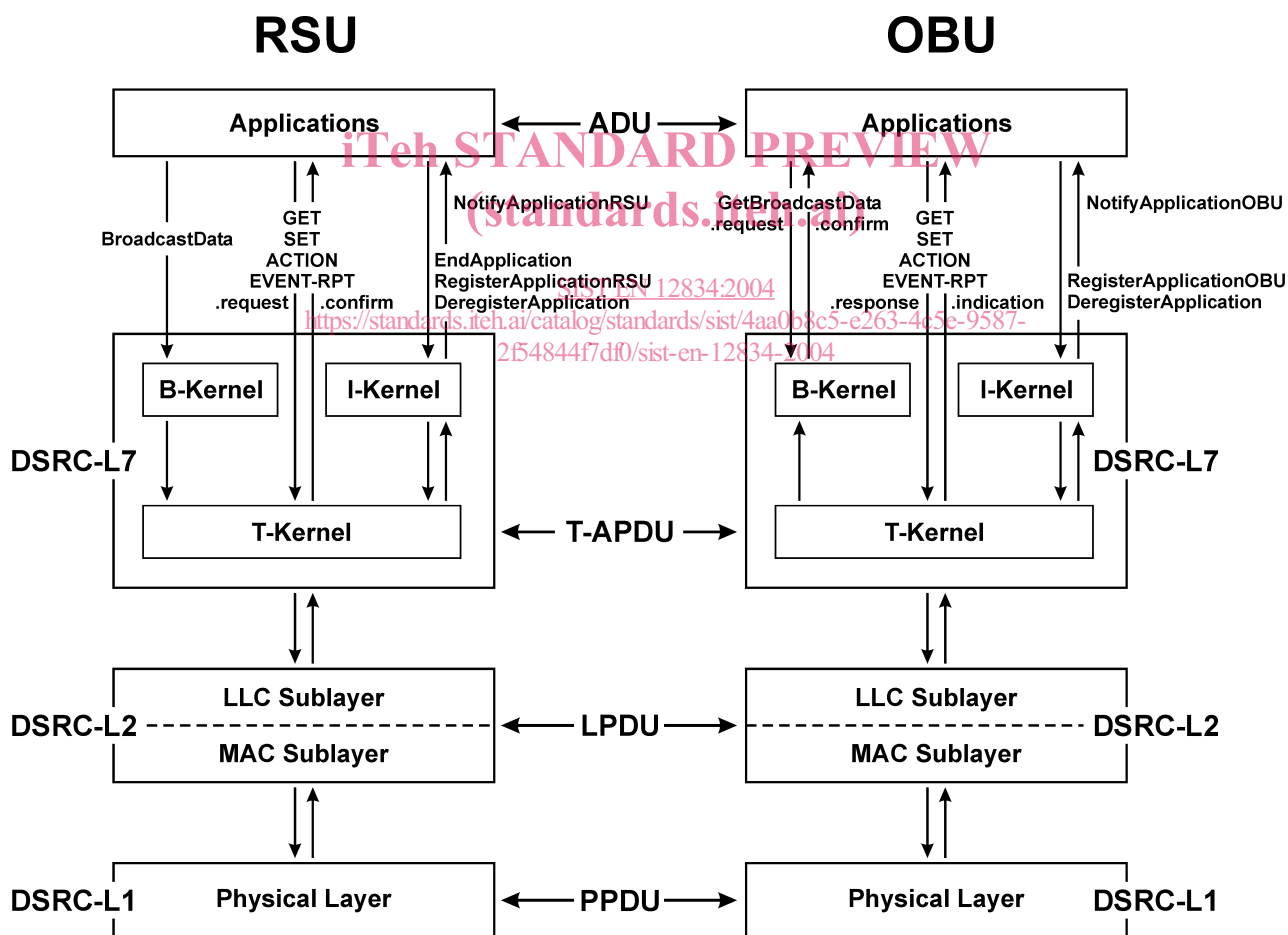 RSU
OBU
Applications
ADU
Applications
iTeh STANDARD PREVIEW
(standards.iteh.ai)
BroadcastData
GET
SET
ACTION
EVENT-RPT
.request
.confirm
NotifyApplicationRSU
EndApplication
RegisterApplicationRSU
DeregisterApplication
GetBroadcastData
.request
.confirm
GET
SET
ACTION
EVENT-RPT
.response
.indication
NotifyApplicationOBU
RegisterApplicationOBU
DeregisterApplication
SIST EN 12834:2004
https://standards.iteh.ai/catalog/standards/sist/4aa0b8c5-e263-4c5e-9587-
2f54844f7df0/sist-en-12834-2004
B-Kernel
I-Kernel
B-Kernel
I-Kernel
DSRC-L7
DSRC-L7
T-Kernel
T-APDU
T-Kernel
LLC Sublayer
LLC Sublayer
DSRC-L2
LPDU
DSRC-L2
MAC Sublayer
MAC Sublayer
DSRC-L1
Physical Layer
PPDU
Physical Layer
DSRC-L1